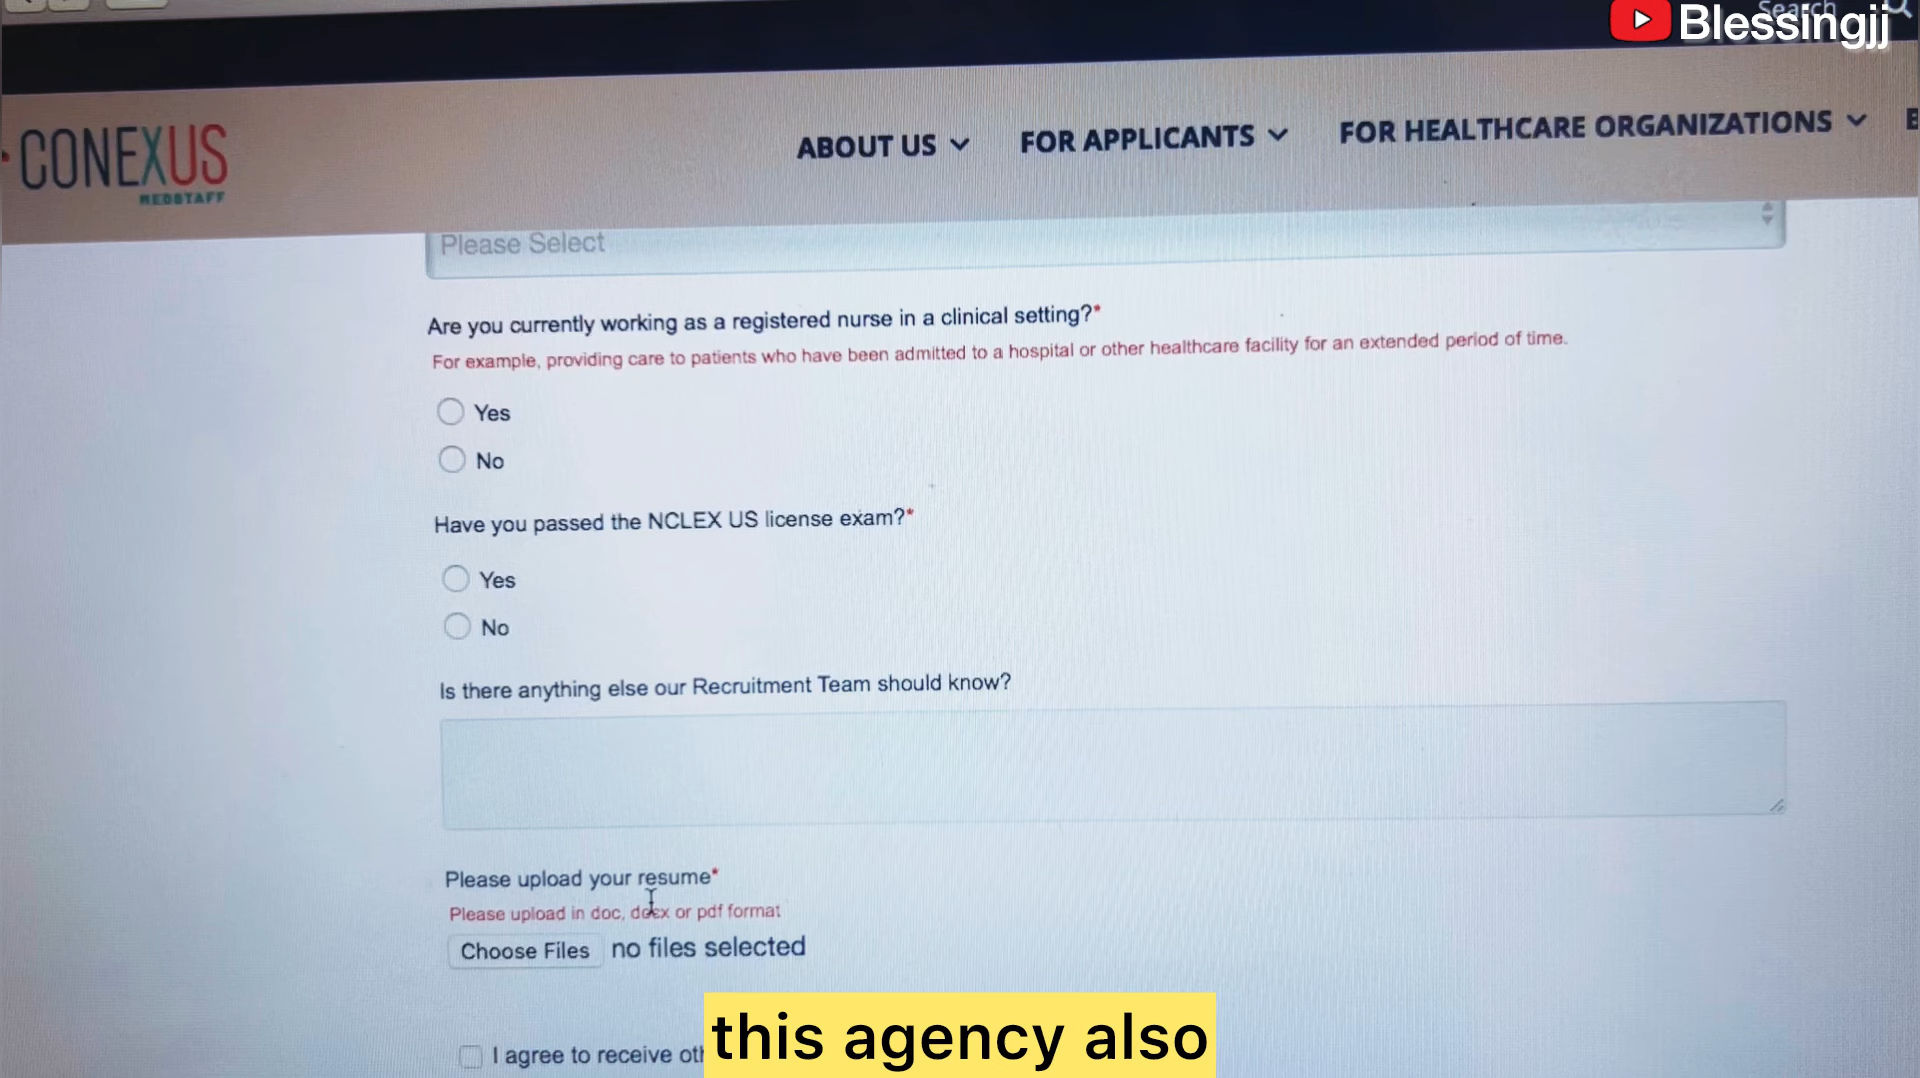 Search
Blessingjj
CONEXUS
MEDSTAFF
ABOUT US
FOR APPLICANTS
FOR HEALTHCARE ORGANIZATIONS
Please Select
Are you currently working as a registered nurse in a clinical setting?*
For example, providing care to patients who have been admitted to a hospital or other healthcare facility for an extended period of time.
Yes
No
Have you passed the NCLEX US license exam?*
Yes
No
Is there anything else our Recruitment Team should know?
Please upload your resume*
Please upload in doc, docx or pdf format
Choose Files no files selected
I agree to receive
this agency also